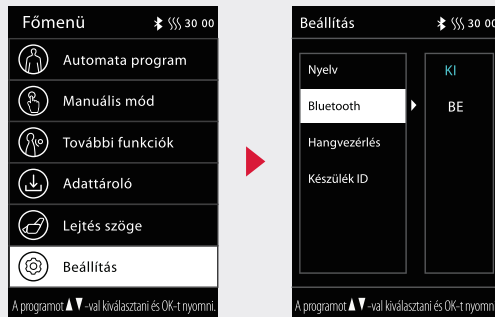 Főmenü 30 00
Automata program
Manuális mód
További funkciók
Adattároló
Lejtés szöge
Beállítás
A programot ▲▼-val kiválasztani és OK-t nyomni.
Beállítás 30 00
Nyelv KI
Bluetooth BE
Hangvezérlés
Készülék ID
A programot ▲▼-val kiválasztani és OK-t nyomni